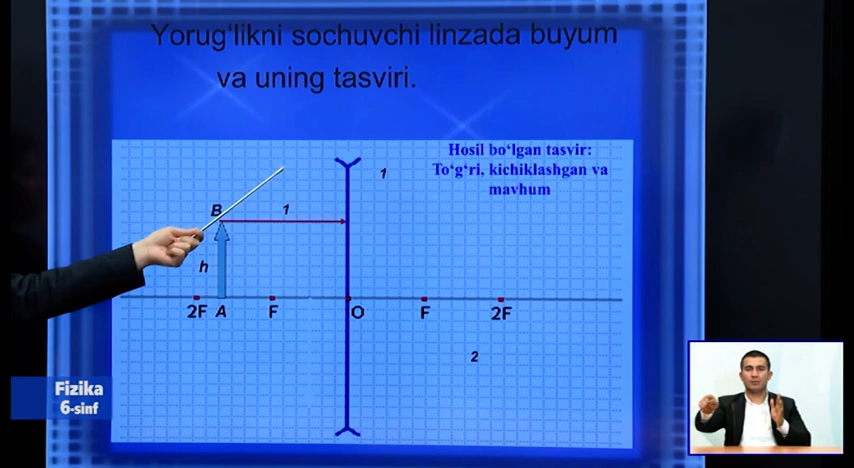 Yorug‘likni sochuvchi linzada buyum
va uning tasviri.
Hosil bo‘lgan tasvir:
To‘g‘ri, kichiklashgan va
mavhum
1
B
1
h
2F A F O F 2F
2
Fizika
6-sinf